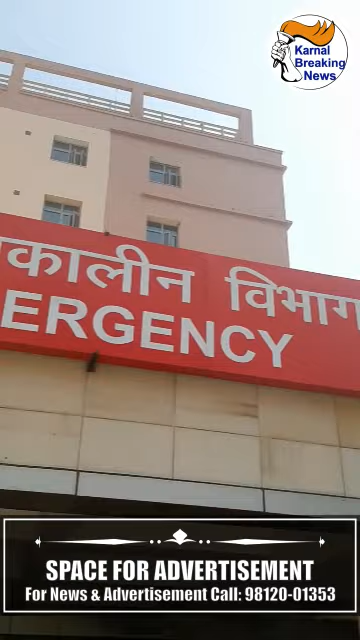 Karnal
Breaking
News
कालीन विभाग
ERGENCY
SPACE FOR ADVERTISEMENT
For News & Advertisement Call: 98120-01353